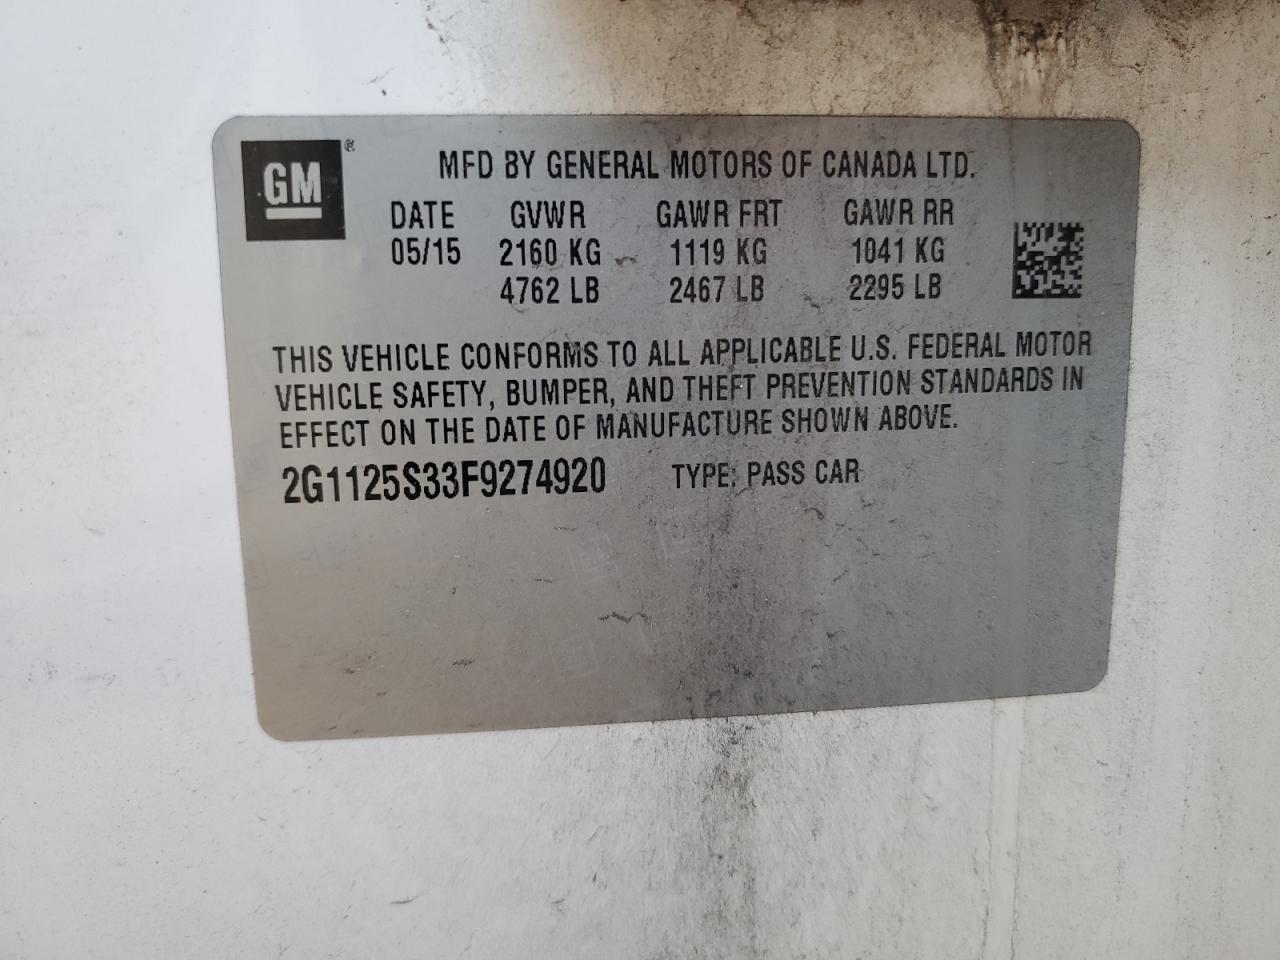 GM®
MFD BY GENERAL MOTORS OF CANADA LTD.
DATE GVWR GAWR FRT GAWR RR
05/15 2160 KG 1119 KG 1041 KG
4762 LB 2467 LB 2295 LB
THIS VEHICLE CONFORMS TO ALL APPLICABLE U.S. FEDERAL MOTOR
VEHICLE SAFETY, BUMPER, AND THEFT PREVENTION STANDARDS IN
EFFECT ON THE DATE OF MANUFACTURE SHOWN ABOVE.
2G1125S33F9274920 TYPE: PASS CAR